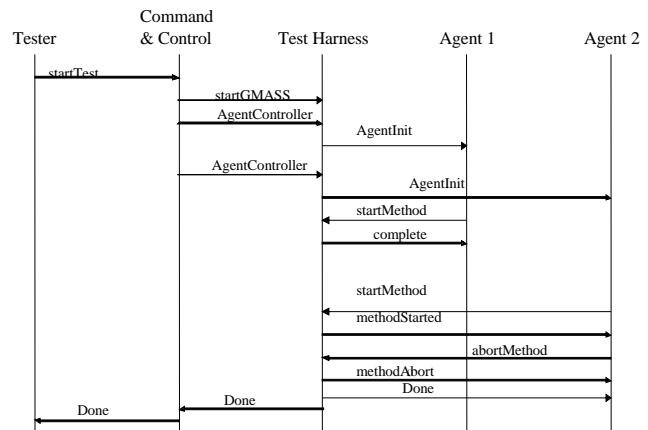 Command
Tester & Control Test Harness Agent 1 Agent 2
startTest
startGMASS
AgentController
AgentInit
AgentController
AgentInit
startMethod
complete
startMethod
methodStarted
abortMethod
methodAbort
Done
Done
Done